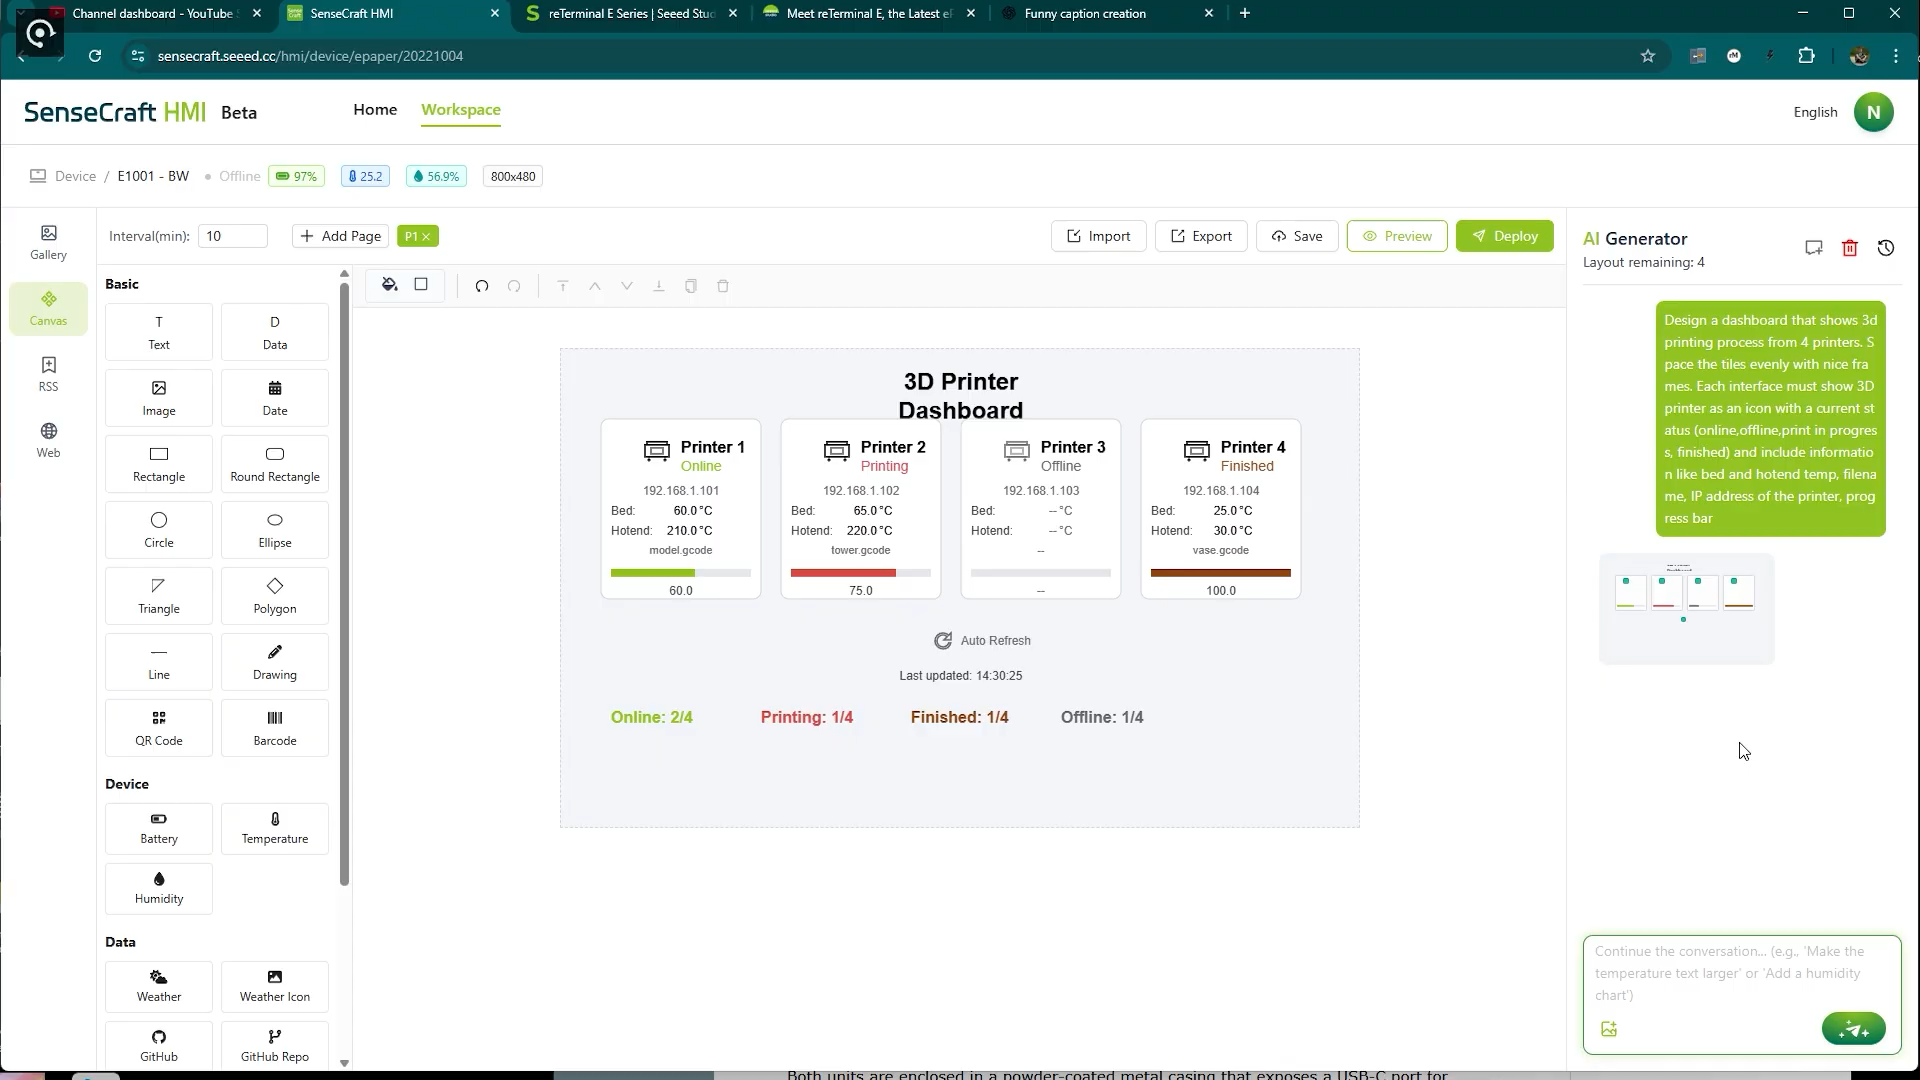 Channel dashboard - YouTube S
SenseCraft HMI
reTerminal E Series | Seeed Stud
Meet reTerminal E, the Latest eP
Funny caption creation
sensecraft.seeed.cc/hmi/device/epaper/20221004
SenseCraft HMI Beta
Home
Workspace
English
N
Device / E1001 - BW
Offline
97%
25.2
56.9%
800x480
Gallery
Canvas
RSS
Web
Interval(min): 10
Add Page
P1
Import
Export
Save
Preview
Deploy
Basic
T
Text
D
Data
Image
Date
Rectangle
Round Rectangle
Circle
Ellipse
Triangle
Polygon
Line
Drawing
QR Code
Barcode
Device
Battery
Temperature
Humidity
Data
Weather
Weather Icon
GitHub
GitHub Repo
3D Printer
Dashboard
Printer 1
Online
192.168.1.101
Bed: 60.0°C
Hotend: 210.0°C
model.gcode
60.0
Printer 2
Printing
192.168.1.102
Bed: 65.0°C
Hotend: 220.0°C
tower.gcode
75.0
Printer 3
Offline
192.168.1.103
Bed: --°C
Hotend: --°C
--
--
Printer 4
Finished
192.168.1.104
Bed: 25.0°C
Hotend: 30.0°C
vase.gcode
100.0
Auto Refresh
Last updated: 14:30:25
Online: 2/4
Printing: 1/4
Finished: 1/4
Offline: 1/4
AI Generator
Layout remaining: 4
Design a dashboard that shows 3d
printing process from 4 printers. S
pace the tiles evenly with nice fra
mes. Each interface must show 3D
printer as an icon with a current st
atus (online,offline,print in progres
s, finished) and include informatio
n like bed and hotend temp, filena
me, IP address of the printer, prog
ress bar
Continue the conversation... (e.g., 'Make the
temperature text larger' or 'Add a humidity
chart')
Both units are enclosed in a powder-coated metal casing that exposes a USB-C port for